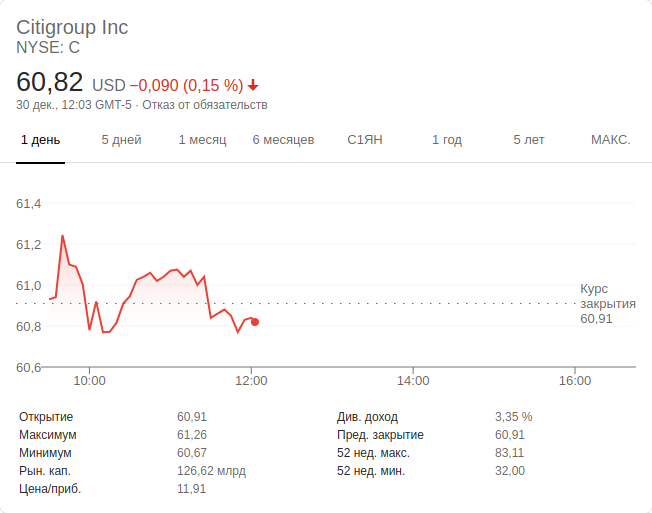 Citigroup Inc
NYSE: C
60,82 USD −0,090 (0,15 %)
30 дек., 12:03 GMT-5 · Отказ от обязательств
1 день 5 дней 1 месяц 6 месяцев С1ЯН 1 год 5 лет МАКС.
61,4
61,2
61,0
60,8
60,6
Курс
закрытия
60,91
10:00 12:00 14:00 16:00
Открытие 60,91 Див. доход 3,35 %
Максимум 61,26 Пред. закрытие 60,91
Минимум 60,67 52 нед. макс. 83,11
Рын. кап. 126,62 млрд 52 нед. мин. 32,00
Цена/приб. 11,91